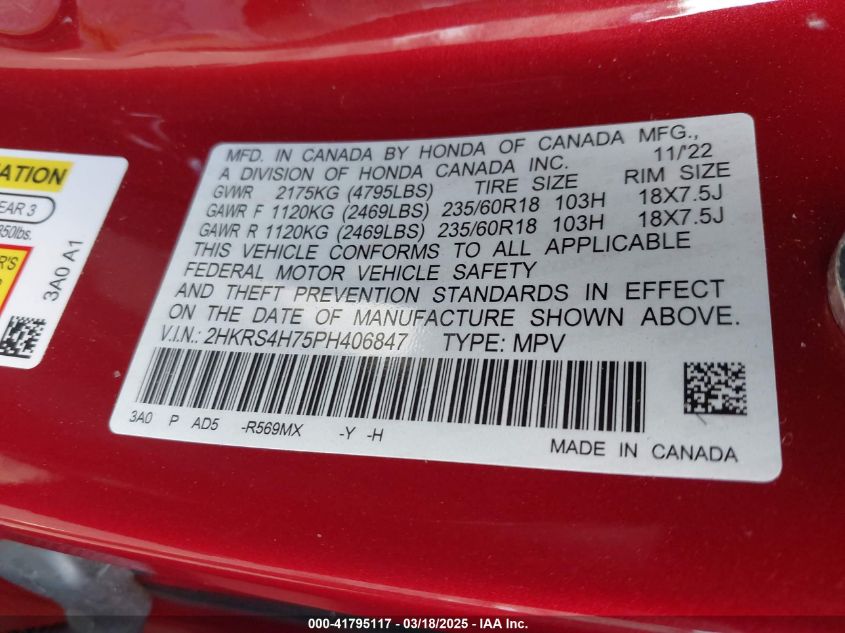 ATION
EAR 3
850lbs.
R'S
3A0 A1
MFD. IN CANADA BY HONDA OF CANADA MFG.,
A DIVISION OF HONDA CANADA INC. 11/'22
GVWR 2175KG (4795LBS) TIRE SIZE RIM SIZE
GAWR F 1120KG (2469LBS) 235/60R18 103H 18X7.5J
GAWR R 1120KG (2469LBS) 235/60R18 103H 18X7.5J
THIS VEHICLE CONFORMS TO ALL APPLICABLE
FEDERAL MOTOR VEHICLE SAFETY
AND THEFT PREVENTION STANDARDS IN EFFECT
ON THE DATE OF MANUFACTURE SHOWN ABOVE.
V.I.N.: 2HKRS4H75PH406847 TYPE: MPV
3A0 P AD5 -R569MX -Y -H
MADE IN CANADA
000-41795117 - 03/18/2025 - IAA Inc.